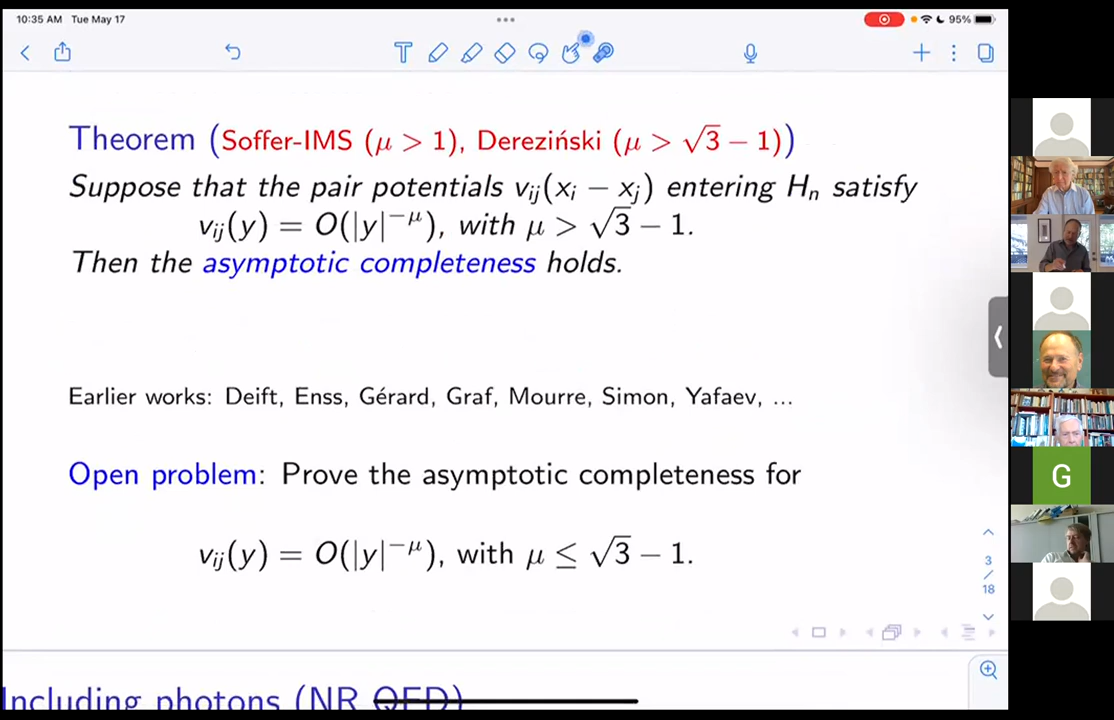 10:35 AM Tue May 17
95%
Theorem (Soffer-IMS (μ > 1), Dereziński (μ > √3 − 1))
Suppose that the pair potentials v_ij(x_i − x_j) entering H_n satisfy
v_ij(y) = O(|y|^−μ), with μ > √3 − 1.
Then the asymptotic completeness holds.
Earlier works: Deift, Enss, Gérard, Graf, Mourre, Simon, Yafaev, ...
Open problem: Prove the asymptotic completeness for
v_ij(y) = O(|y|^−μ), with μ ≤ √3 − 1.
3
/
18
Including photons (NR QED)
G